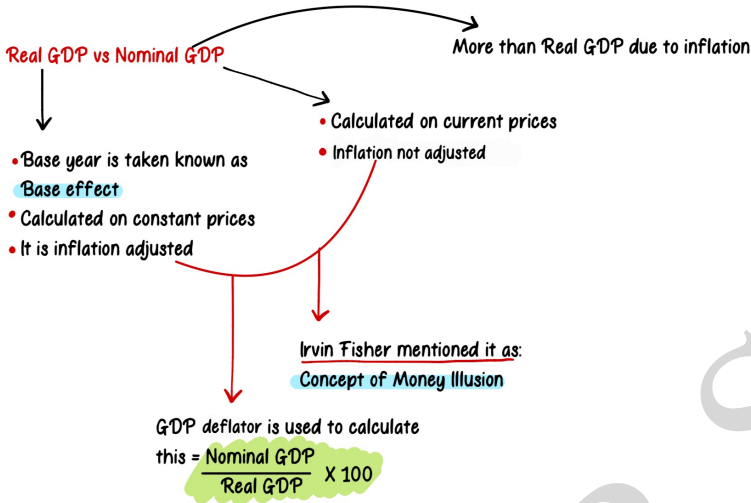 Real GDP vs Nominal GDP
More than Real GDP due to inflation
• Calculated on current prices
• Inflation not adjusted
• Base year is taken known as
Base effect
• Calculated on constant prices
• It is inflation adjusted
Irvin Fisher mentioned it as:
Concept of Money Illusion
GDP deflator is used to calculate
this = Nominal GDP
Real GDP X 100